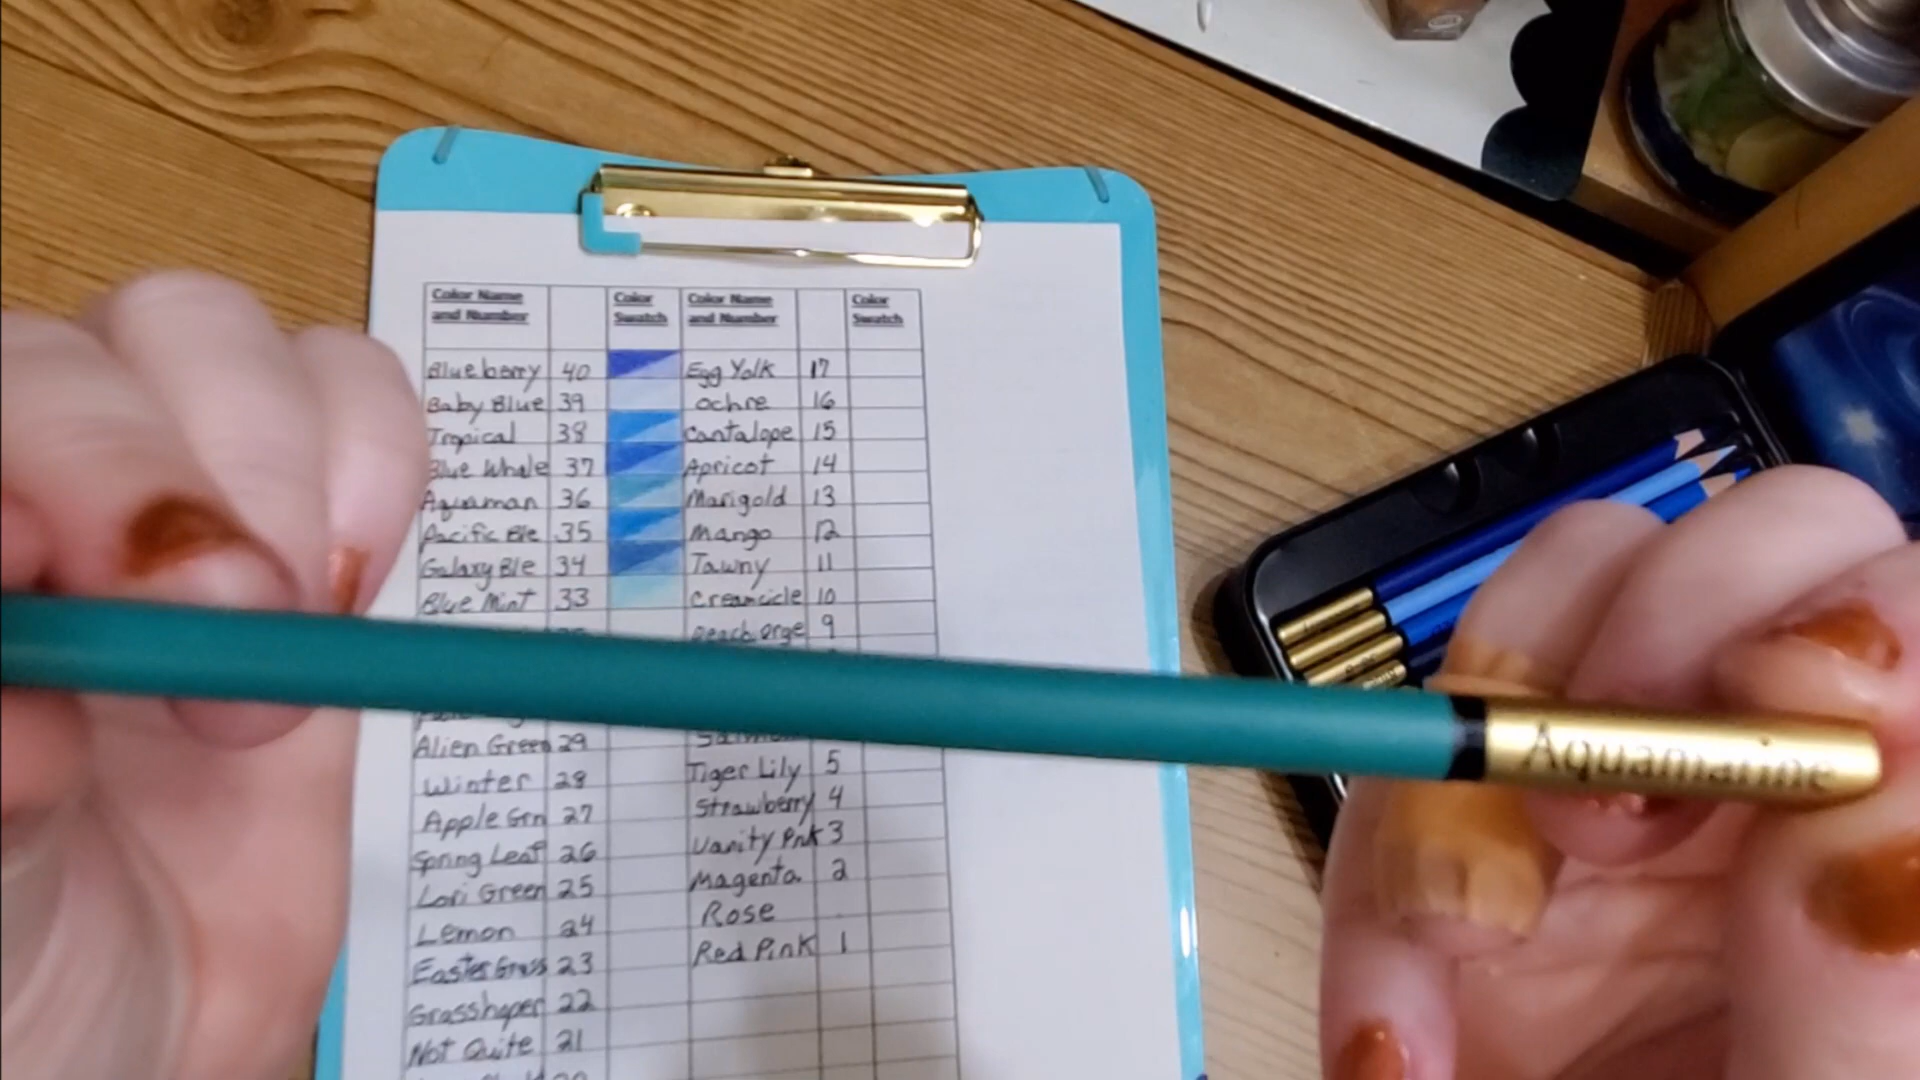 Color Name
and Number
Color
Swatch
Color Name
and Number
Color
Swatch
Blueberry 40 Egg Yolk 17
Baby Blue 39 Ochre 16
Tropical 38 Cantalope 15
Blue Whale 37 Apricot 14
Aquaman 36 Marigold 13
Pacific Ble 35 Mango 12
Galaxy Ble 34 Tawny 11
Blue Mint 33 Creamcicle 10
Peach Orge 9
Alien Green 29
Winter 28 Tiger Lily 5
Apple Grn 27 Strawberry 4
Spring Leaf 26 Vanity Pnk 3
Lori Green 25 Magenta 2
Lemon 24 Rose
Easter Grass 23 Red Pink 1
Grasshoper 22
Not Quite 21
Aquamarine